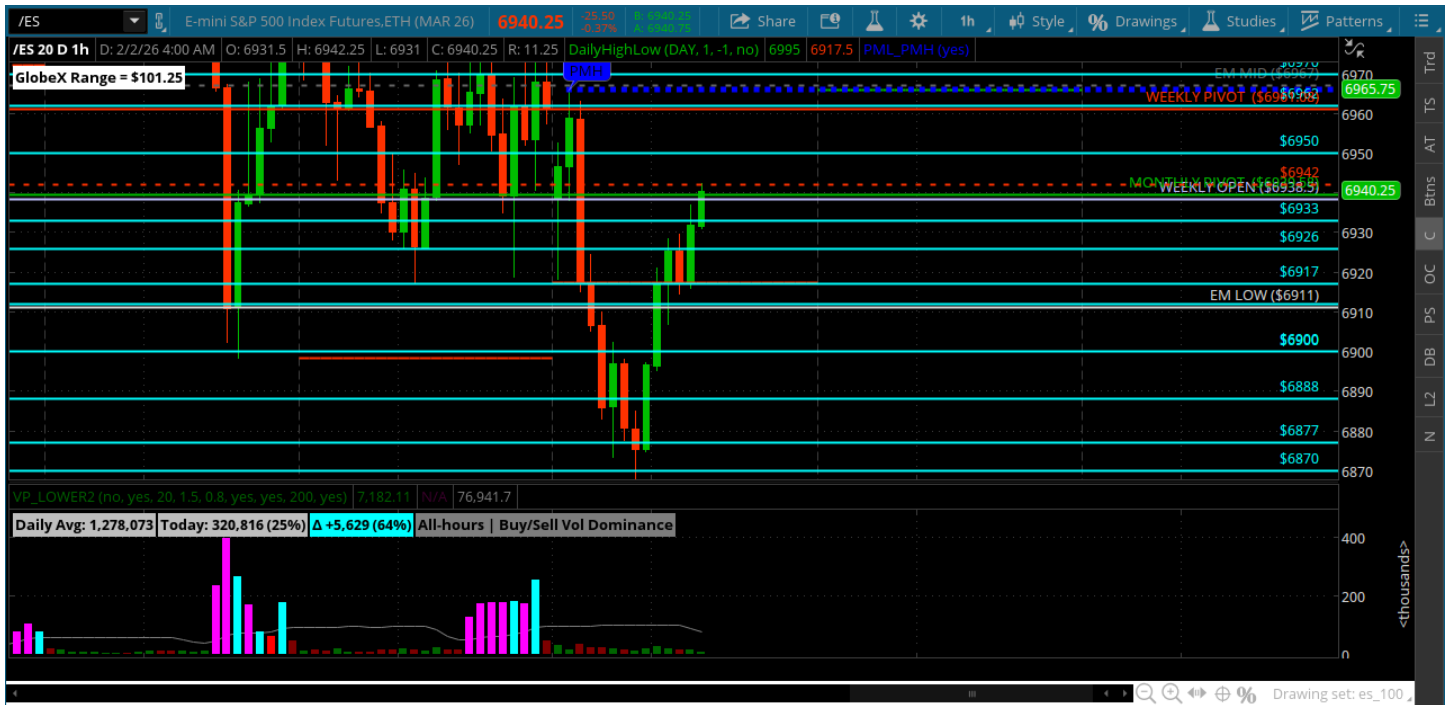 /ES E-mini S&P 500 Index Futures,ETH (MAR 26) 6940.25 -25.50 -0.37% B: 6940.25 A: 6940.75 Share 1h Style % Drawings Studies Patterns
/ES 20 D 1h D: 2/2/26 4:00 AM O: 6931.5 H: 6942.25 L: 6931 C: 6940.25 R: 11.25 DailyHighLow (DAY, 1, -1, no) 6995 6917.5 PML_PMH (yes)
GlobeX Range = $101.25
PMH
$6970
EM MID ($6967)
$6962
WEEKLY PIVOT
$6950
$6942
MONTHLY PIVOT
WEEKLY OPEN ($6938.5)
$6933
$6926
$6917
EM LOW ($6911)
$6900
$6888
$6877
$6870
6970
6965.75
6960
6950
6940.25
6930
6920
6910
6900
6890
6880
6870
Trd
TS
AT
Btns
C
OC
PS
DB
L2
N
VP_LOWER2 (no, yes, 20, 1.5, 0.8, yes, yes, 200, yes) 7,182.11 N/A 76,941.7
Daily Avg: 1,278,073 Today: 320,816 (25%) Δ +5,629 (64%) All-hours | Buy/Sell Vol Dominance
400
200
0
<thousands>
Drawing set: es_100